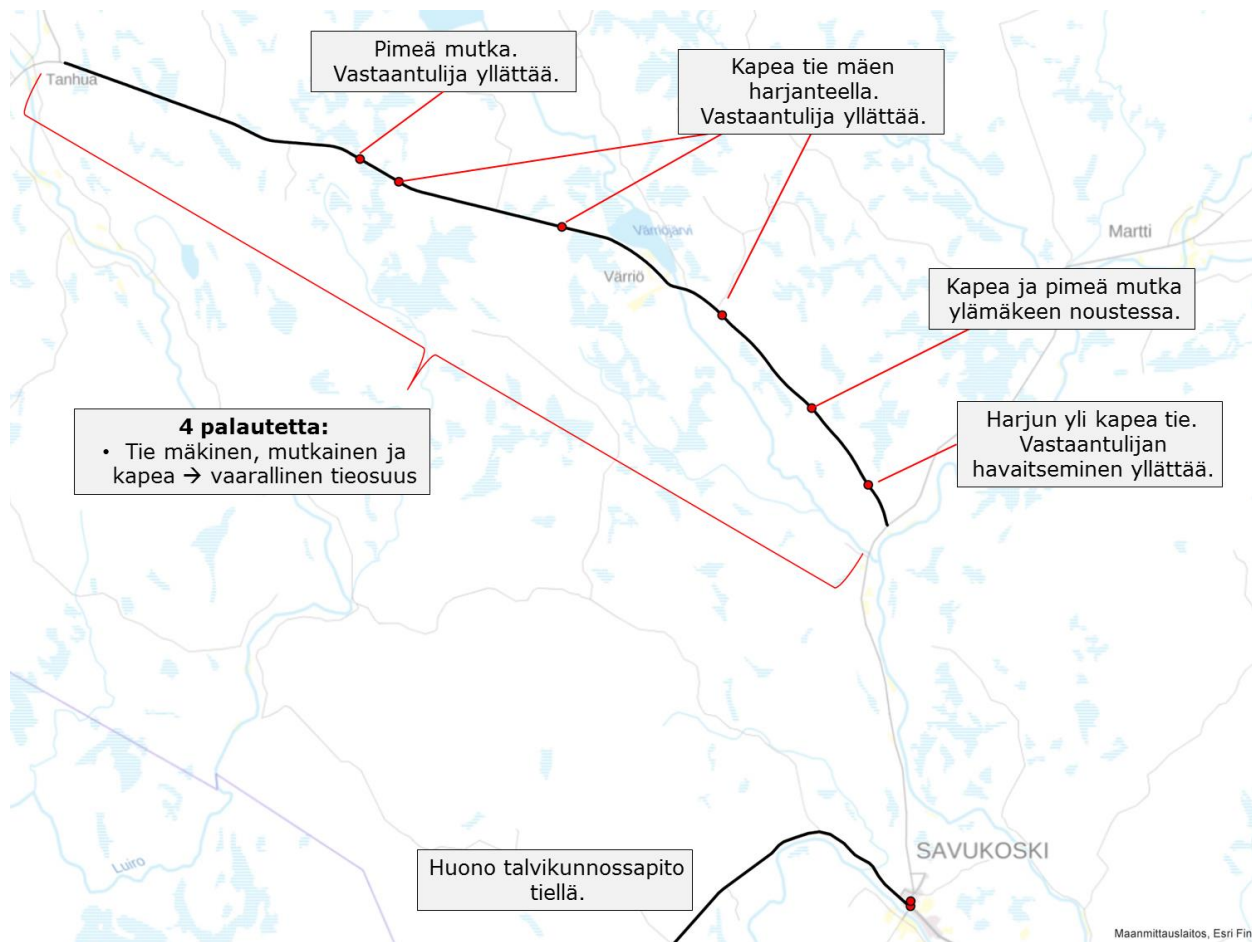 Pimeä mutka.
Vastaantulija yllättää.
Kapea tie mäen
harjanteella.
Vastaantulija yllättää.
Tanhua
Martti
Värriöjärvi
Värriö
Kapea ja pimeä mutka
ylämäkeen noustessa.
4 palautetta:
• Tie mäkinen, mutkainen ja
kapea → vaarallinen tieosuus
Harjun yli kapea tie.
Vastaantulijan
havaitseminen yllättää.
Luiro
Huono talvikunnossapito
tiellä.
SAVUKOSKI
Maanmittauslaitos, Esri Fin